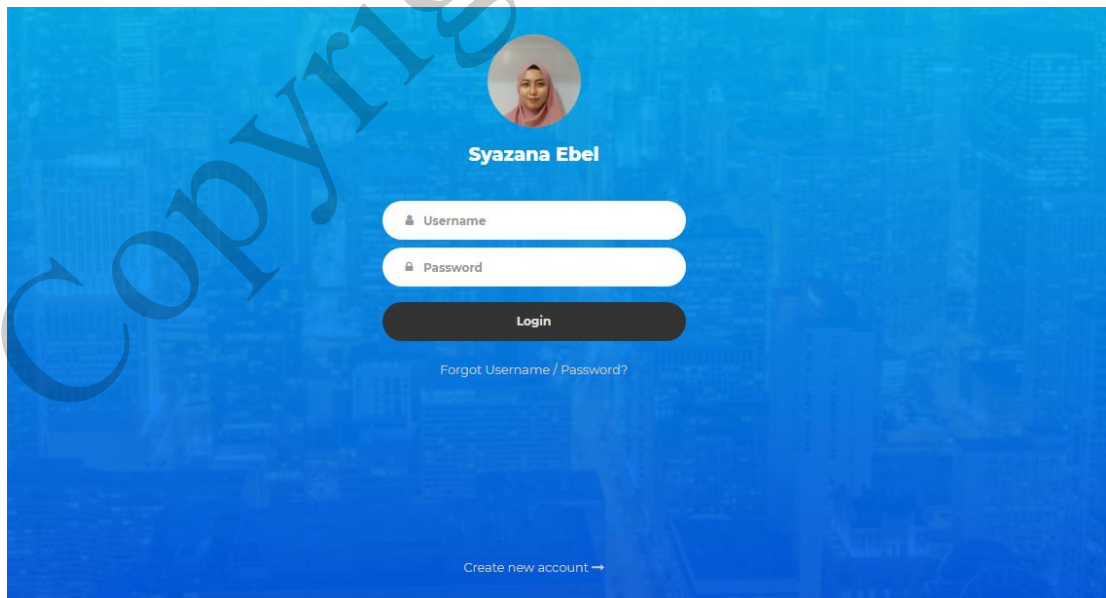 Syazana Ebel
Username
Password
Login
Forgot Username / Password?
Create new account →
Copyrig